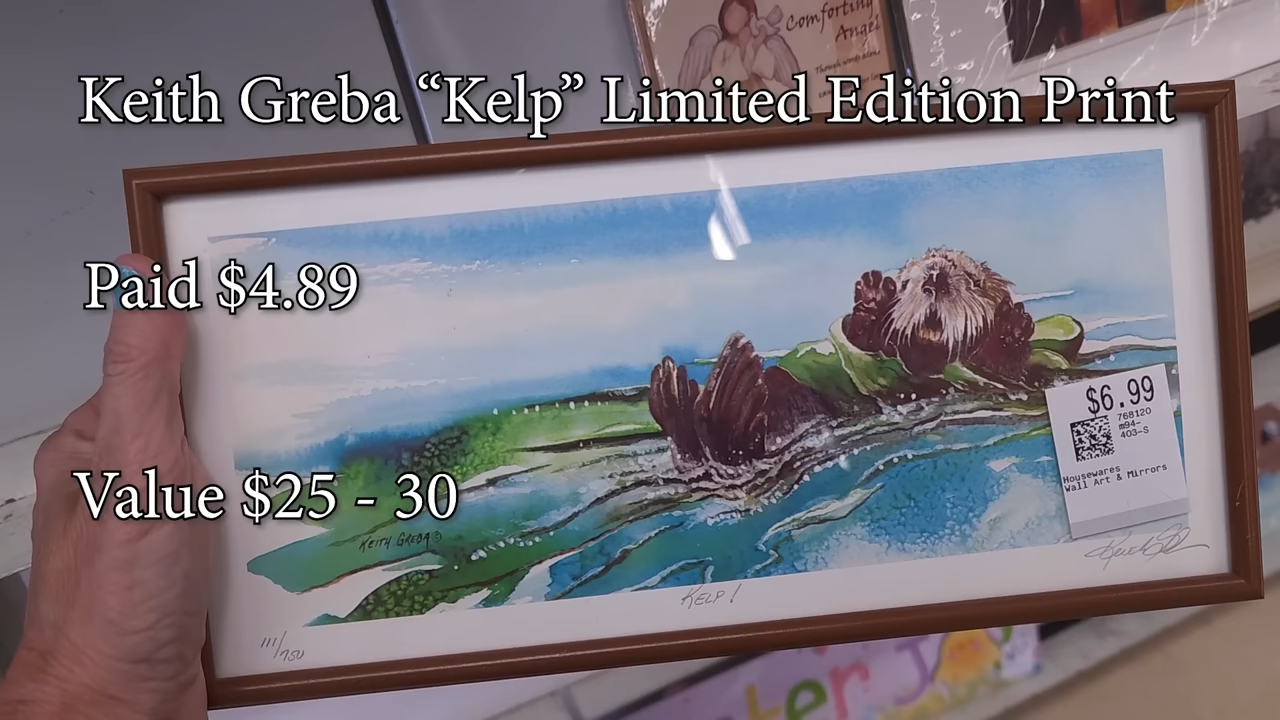 Comforting
Angel
Keith Greba “Kelp” Limited Edition Print
Paid $4.89
$6.99
768120
m94-
403-S
Housewares
Wall Art & Mirrors
Value $25 - 30
KEITH GREBA ©
KELP!
111/750